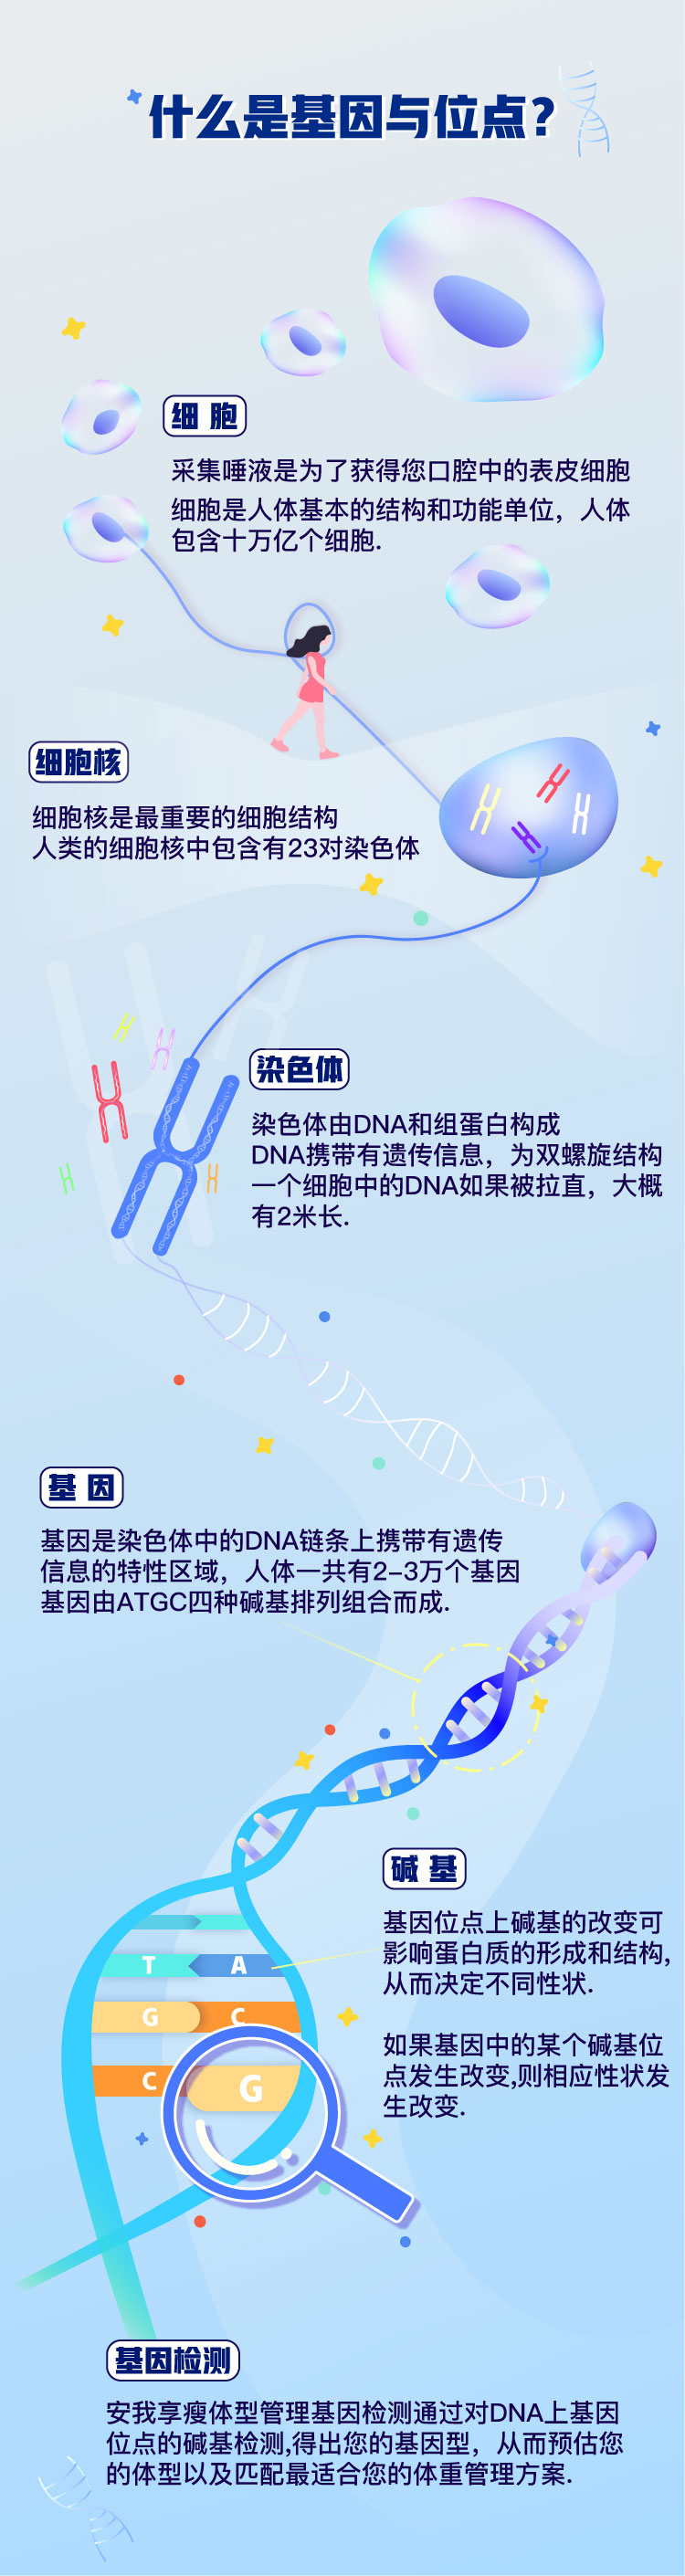 什么是基因与位点?
细胞
采集唾液是为了获得您口腔中的表皮细胞
细胞是人体基本的结构和功能单位，人体
包含十万亿个细胞.
细胞核
细胞核是最重要的细胞结构
人类的细胞核中包含有23对染色体
染色体
染色体由DNA和组蛋白构成
DNA携带有遗传信息，为双螺旋结构
一个细胞中的DNA如果被拉直，大概
有2米长.
基因
基因是染色体中的DNA链条上携带有遗传
信息的特性区域，人体一共有2-3万个基因
基因由ATGC四种碱基排列组合而成.
碱基
基因位点上碱基的改变可
影响蛋白质的形成和结构,
从而决定不同性状.
如果基因中的某个碱基位
点发生改变,则相应性状发
生改变.
T A
G C
C G
基因检测
安我享瘦体型管理基因检测通过对DNA上基因
位点的碱基检测,得出您的基因型，从而预估您
的体型以及匹配最适合您的体重管理方案.